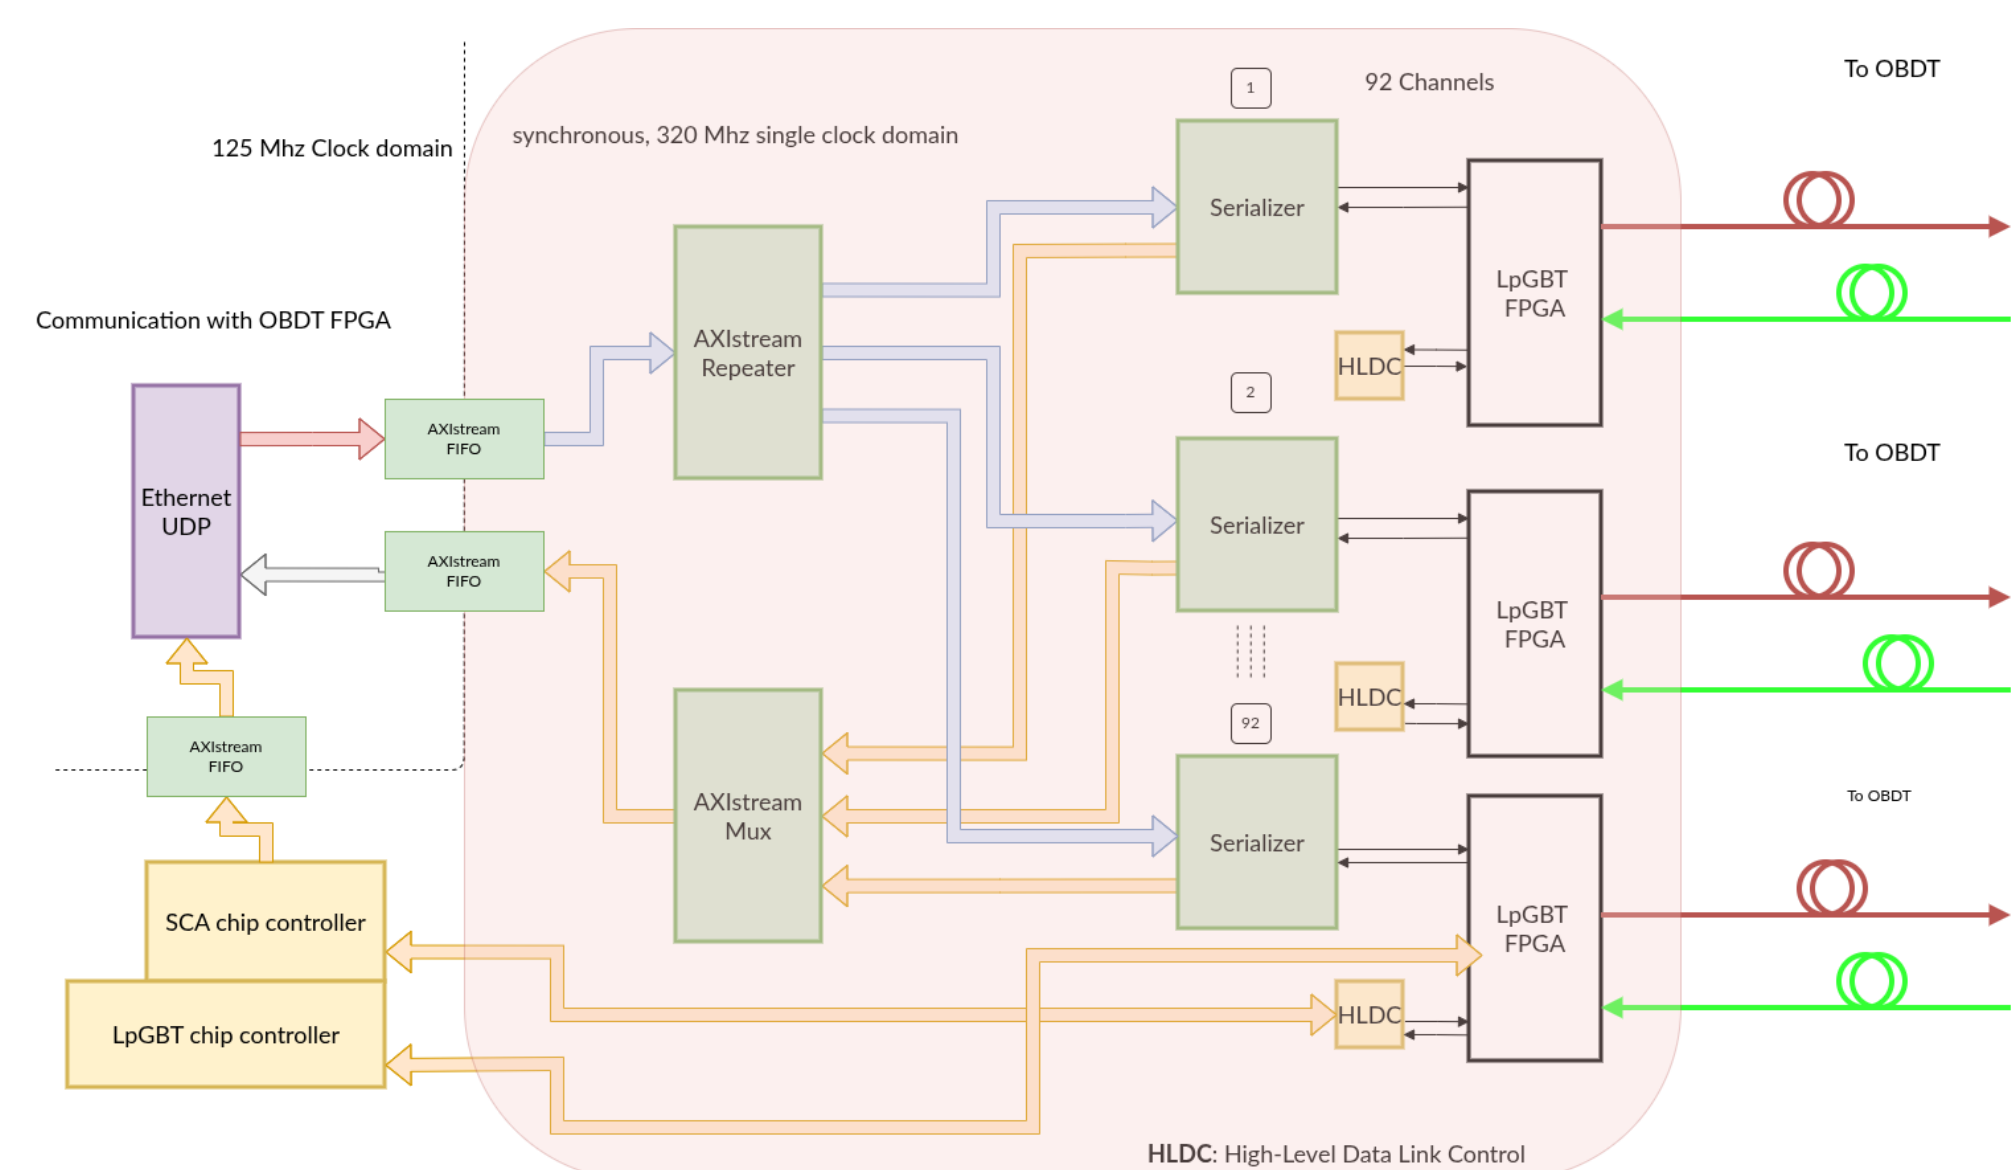 To OBDT
92 Channels
1
synchronous, 320 Mhz single clock domain
125 Mhz Clock domain
Serializer
LpGBT
FPGA
Communication with OBDT FPGA
AXIstream
Repeater
HLDC
2
To OBDT
AXIstream
FIFO
Ethernet
UDP
Serializer
AXIstream
FIFO
LpGBT
FPGA
HLDC
92
AXIstream
FIFO
To OBDT
AXIstream
Mux
Serializer
LpGBT
FPGA
SCA chip controller
HLDC
LpGBT chip controller
HLDC: High-Level Data Link Control